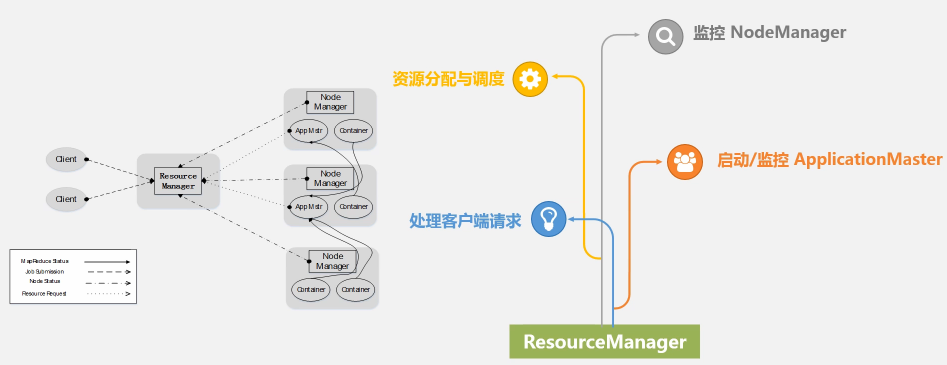 Node
Manager
App Mstr
Container
Client
Client
Resource
Manager
Node
Manager
App Mstr
Container
Node
Manager
Container
Container
MapReduce Status
Job Submission
Node Status
Resource Request
监控 NodeManager
资源分配与调度
启动/监控 ApplicationMaster
处理客户端请求
ResourceManager